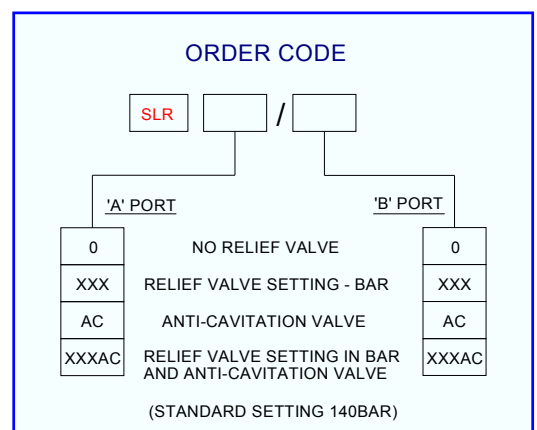 ORDER CODE
SLR /
'A' PORT 'B' PORT
0 NO RELIEF VALVE 0
XXX RELIEF VALVE SETTING - BAR XXX
AC ANTI-CAVITATION VALVE AC
XXXAC RELIEF VALVE SETTING IN BAR XXXAC
AND ANTI-CAVITATION VALVE
(STANDARD SETTING 140BAR)